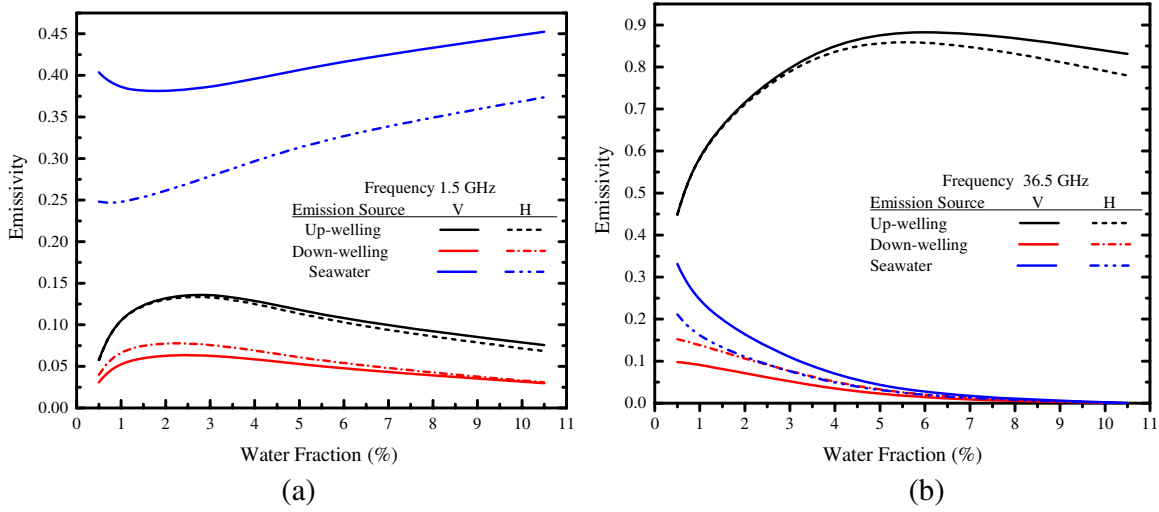 0.45
0.40
0.35
0.30
0.25
0.20
0.15
0.10
0.05
0.00
Emissivity
Frequency 1.5 GHz
Emission Source V H
Up-welling
Down-welling
Seawater
0 1 2 3 4 5 6 7 8 9 10 11
Water Fraction (%)
(a)
0.9
0.8
0.7
0.6
0.5
0.4
0.3
0.2
0.1
0.0
Emissivity
Frequency 36.5 GHz
Emission Source V H
Up-welling
Down-welling
Seawater
0 1 2 3 4 5 6 7 8 9 10 11
Water Fraction (%)
(b)